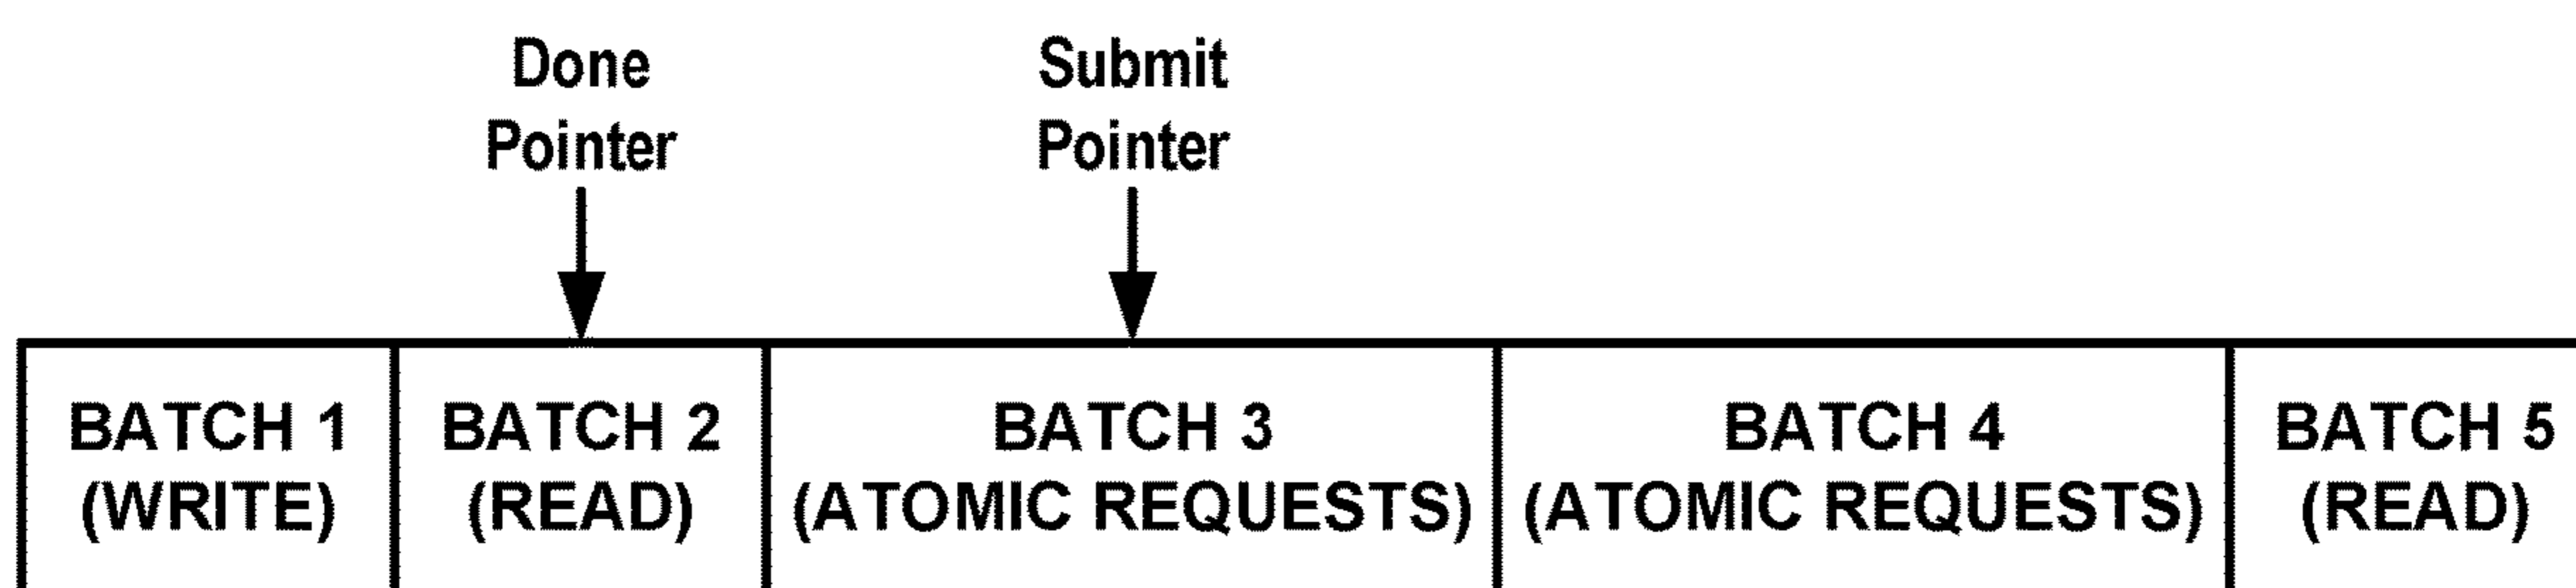 Done
Pointer
Submit
Pointer
BATCH 1
(WRITE)
BATCH 2
(READ)
BATCH 3
(ATOMIC REQUESTS)
BATCH 4
(ATOMIC REQUESTS)
BATCH 5
(READ)